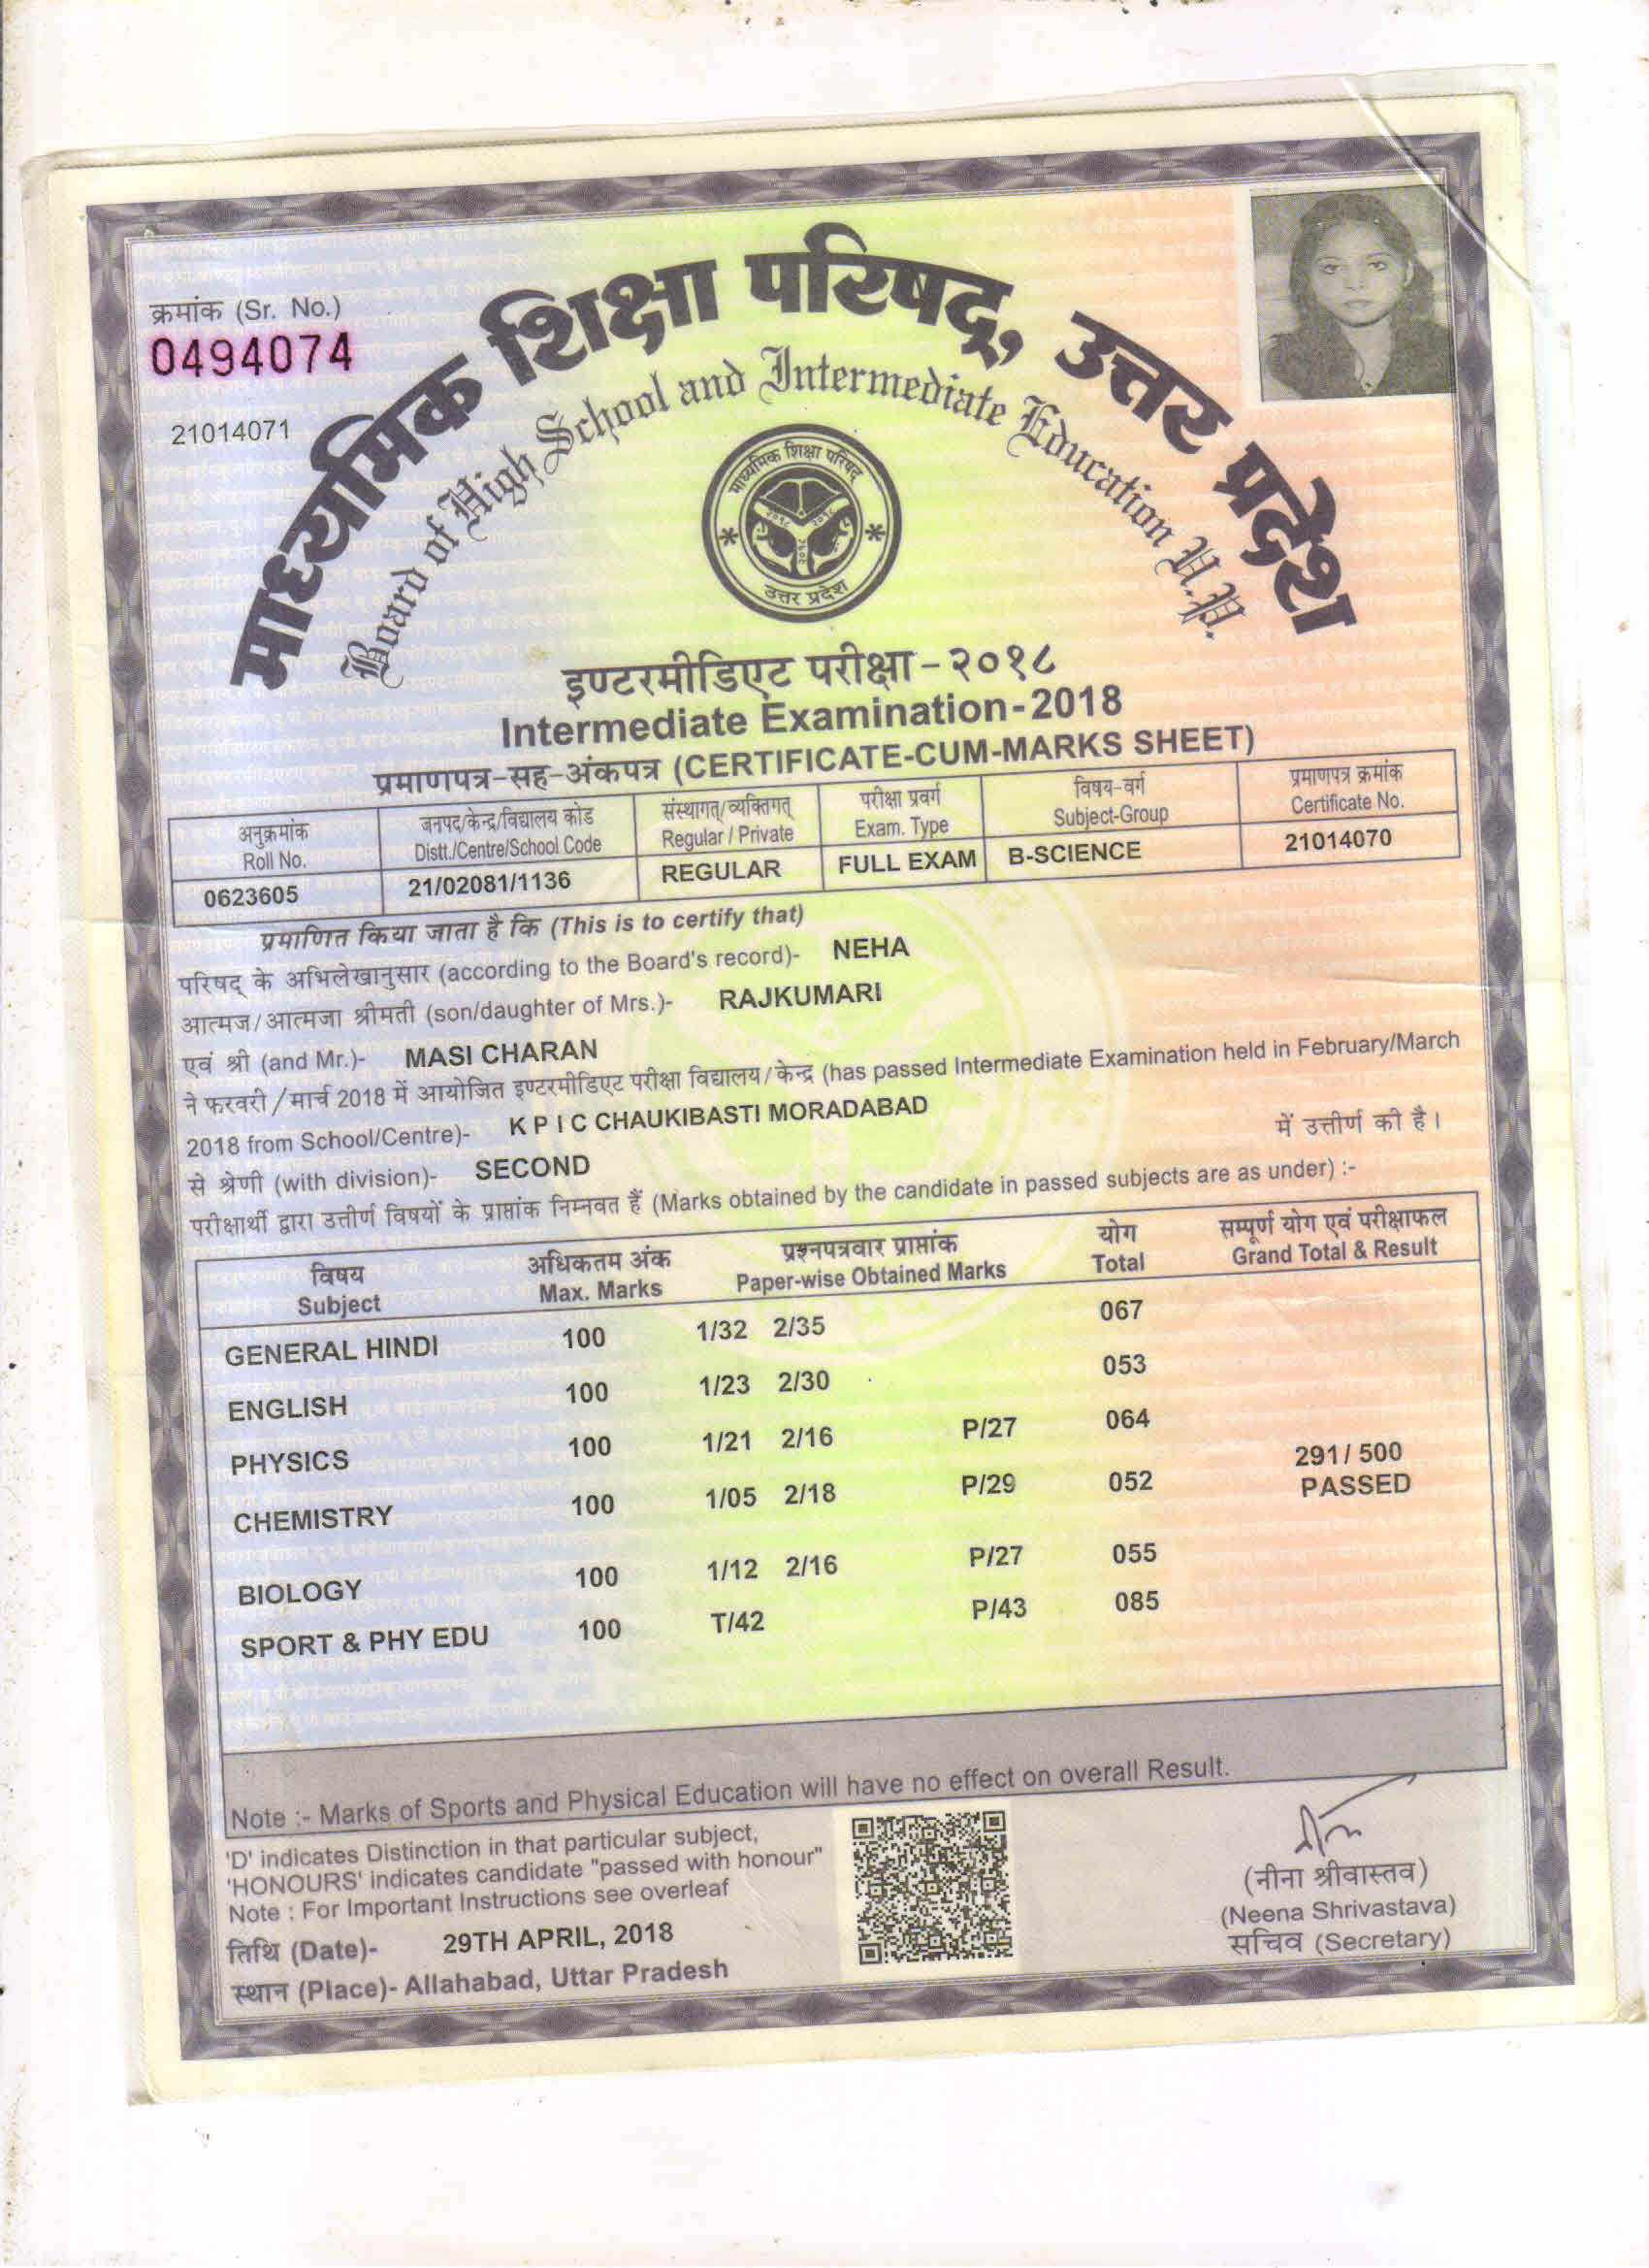 क्रमांक (Sr. No.)
0494074
21014071
माध्यमिक शिक्षा परिषद्, उत्तर प्रदेश
Board of High School and Intermediate Education U.P.
माध्यमिक शिक्षा परिषद
२०१८ २०१८
२०१८
उत्तर प्रदेश
इण्टरमीडिएट परीक्षा-२०१८
Intermediate Examination-2018
प्रमाणपत्र-सह-अंकपत्र (CERTIFICATE-CUM-MARKS SHEET)
अनुक्रमांक जनपद/केन्द्र/विद्यालय कोड संस्थागत्/व्यक्तिगत् परीक्षा प्रवर्ग विषय-वर्ग प्रमाणपत्र क्रमांक
Roll No. Distt./Centre/School Code Regular / Private Exam. Type Subject-Group Certificate No.
0623605 21/02081/1136 REGULAR FULL EXAM B-SCIENCE 21014070
प्रमाणित किया जाता है कि (This is to certify that)
परिषद् के अभिलेखानुसार (according to the Board's record)- NEHA
आत्मज/आत्मजा श्रीमती (son/daughter of Mrs.)- RAJKUMARI
एवं श्री (and Mr.)- MASI CHARAN
ने फरवरी/मार्च 2018 में आयोजित इण्टरमीडिएट परीक्षा विद्यालय/केन्द्र (has passed Intermediate Examination held in February/March
2018 from School/Centre)- K P I C CHAUKIBASTI MORADABAD में उत्तीर्ण की है।
से श्रेणी (with division)- SECOND
परीक्षार्थी द्वारा उत्तीर्ण विषयों के प्राप्तांक निम्नवत हैं (Marks obtained by the candidate in passed subjects are as under) :-
विषय अधिकतम अंक प्रश्नपत्रवार प्राप्तांक योग सम्पूर्ण योग एवं परीक्षाफल
Subject Max. Marks Paper-wise Obtained Marks Total Grand Total & Result
GENERAL HINDI 100 1/32 2/35 067
ENGLISH 100 1/23 2/30 053
PHYSICS 100 1/21 2/16 P/27 064
291/ 500
CHEMISTRY 100 1/05 2/18 P/29 052
PASSED
BIOLOGY 100 1/12 2/16 P/27 055
SPORT & PHY EDU 100 T/42 P/43 085
Note :- Marks of Sports and Physical Education will have no effect on overall Result.
'D' indicates Distinction in that particular subject,
'HONOURS' indicates candidate "passed with honour"
Note : For Important Instructions see overleaf
तिथि (Date)- 29TH APRIL, 2018
स्थान (Place)- Allahabad, Uttar Pradesh
(नीना श्रीवास्तव)
(Neena Shrivastava)
सचिव (Secretary)